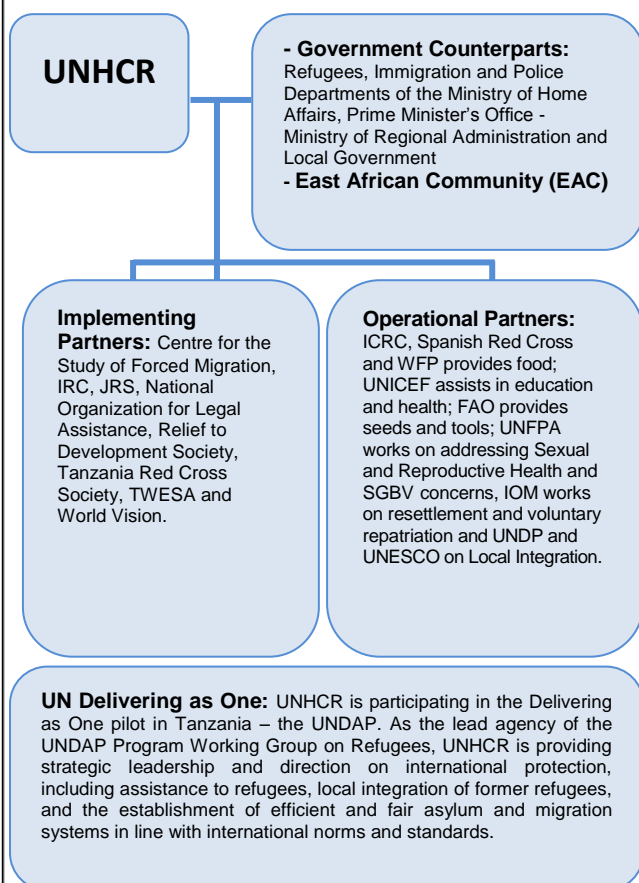 UNHCR
- Government Counterparts:
Refugees, Immigration and Police
Departments of the Ministry of Home
Affairs, Prime Minister’s Office -
Ministry of Regional Administration and
Local Government
- East African Community (EAC)
Implementing
Partners: Centre for the
Study of Forced Migration,
IRC, JRS, National
Organization for Legal
Assistance, Relief to
Development Society,
Tanzania Red Cross
Society, TWESA and
World Vision.
Operational Partners:
ICRC, Spanish Red Cross
and WFP provides food;
UNICEF assists in education
and health; FAO provides
seeds and tools; UNFPA
works on addressing Sexual
and Reproductive Health and
SGBV concerns, IOM works
on resettlement and voluntary
repatriation and UNDP and
UNESCO on Local Integration.
UN Delivering as One: UNHCR is participating in the Delivering
as One pilot in Tanzania – the UNDAP. As the lead agency of the
UNDAP Program Working Group on Refugees, UNHCR is providing
strategic leadership and direction on international protection,
including assistance to refugees, local integration of former refugees,
and the establishment of efficient and fair asylum and migration
systems in line with international norms and standards.